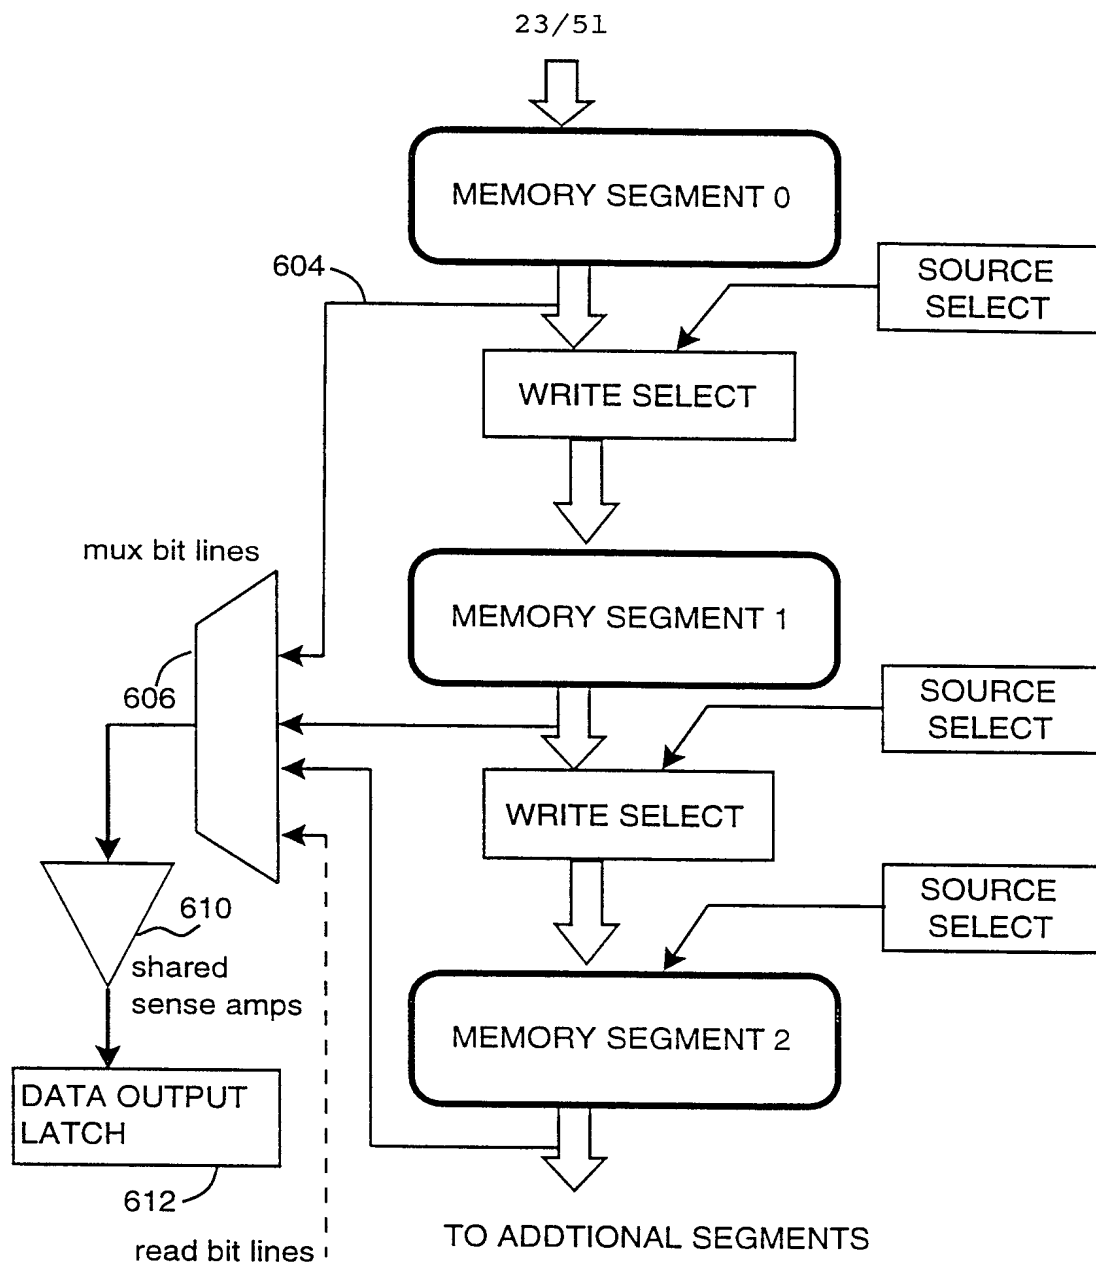 23/51
MEMORY SEGMENT 0
604
SOURCE
SELECT
WRITE SELECT
mux bit lines
MEMORY SEGMENT 1
606
SOURCE
SELECT
WRITE SELECT
610
SOURCE
SELECT
shared
sense amps
MEMORY SEGMENT 2
DATA OUTPUT
LATCH
612
read bit lines
TO ADDTIONAL SEGMENTS